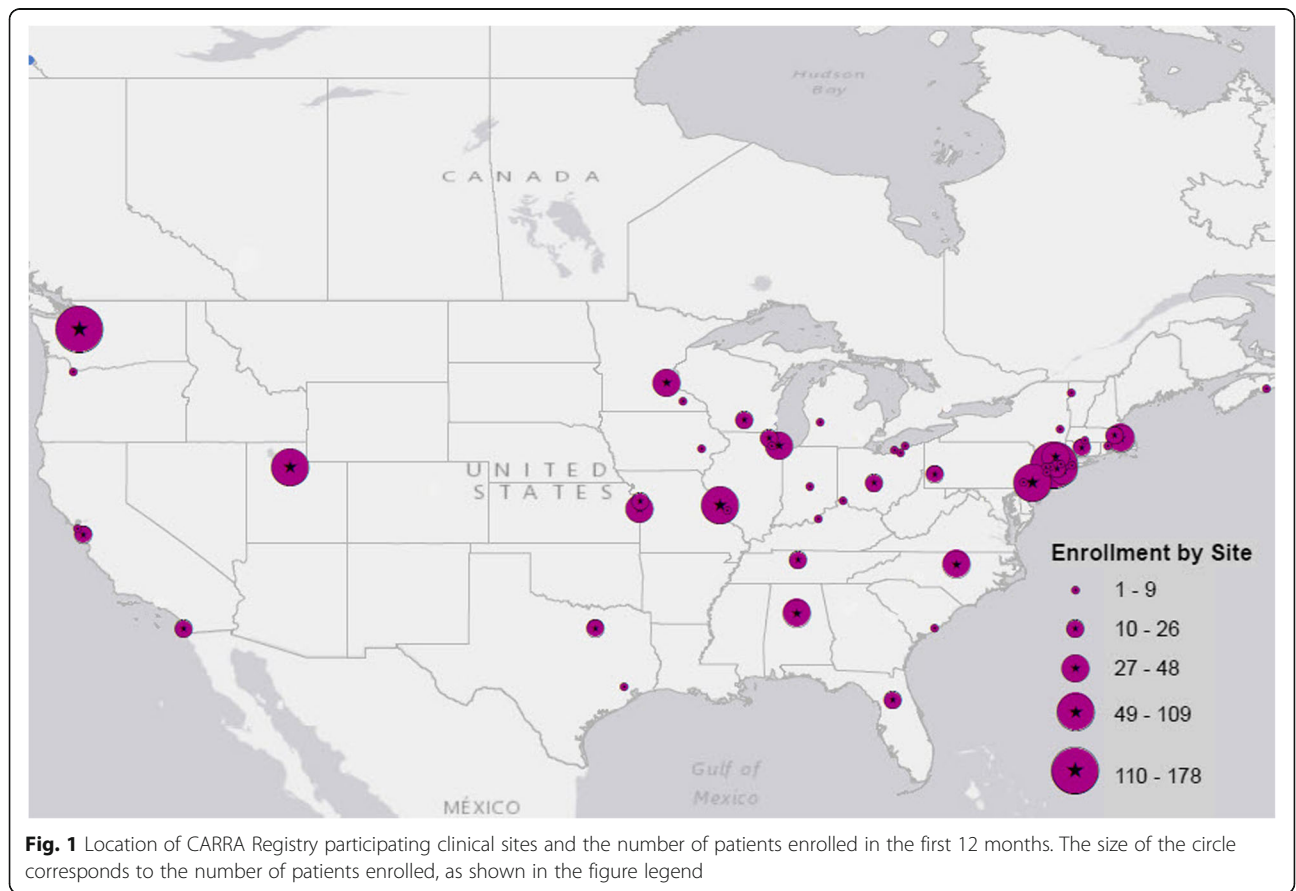 Hudson
Bay
CANADA
UNITED
STATES
Enrollment by Site
1 - 9
10 - 26
27 - 48
49 - 109
110 - 178
Gulf of
Mexico
MÉXICO
Fig. 1 Location of CARRA Registry participating clinical sites and the number of patients enrolled in the first 12 months. The size of the circle
corresponds to the number of patients enrolled, as shown in the figure legend